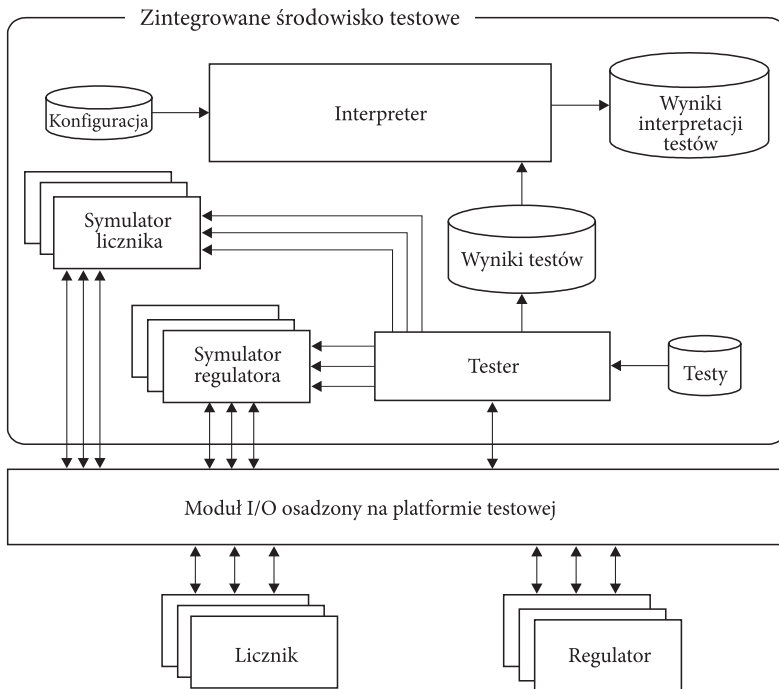 Zintegrowane środowisko testowe
Konfiguracja
Interpreter
Wyniki
interpretacji
testów
Symulator
licznika
Wyniki testów
Symulator
regulatora
Tester
Testy
Moduł I/O osadzony na platformie testowej
Licznik
Regulator